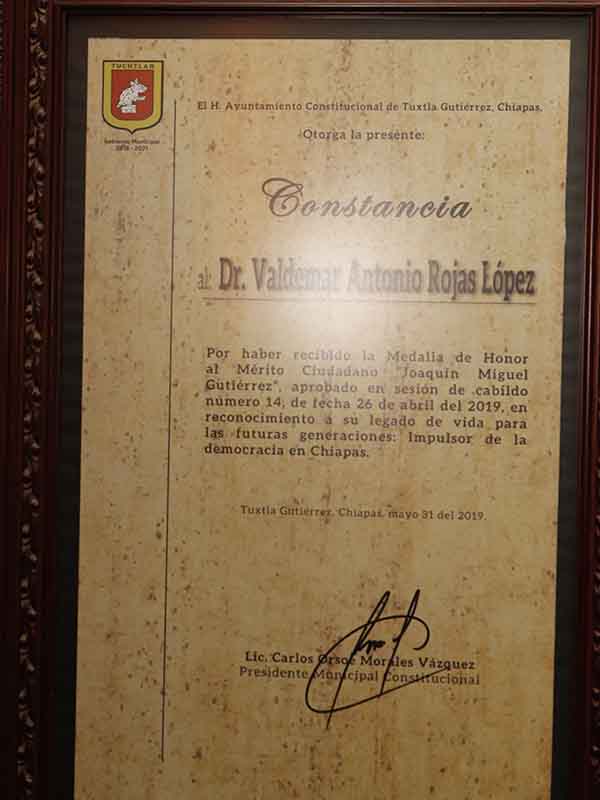 TUCHTLAN
Gobierno Municipal
2018 - 2021
El H. Ayuntamiento Constitucional de Tuxtla Gutiérrez, Chiapas,
Otorga la presente:
Constancia
al: Dr. Valdemar Antonio Rojas López
Por haber recibido la Medalla de Honor
al Mérito Ciudadano "Joaquín Miguel
Gutiérrez", aprobado en sesión de cabildo
número 14, de fecha 26 de abril del 2019, en
reconocimiento a su legado de vida para
las futuras generaciones: Impulsor de la
democracia en Chiapas.
Tuxtla Gutiérrez, Chiapas, mayo 31 del 2019.
Lic. Carlos Orsoe Morales Vázquez
Presidente Municipal Constitucional